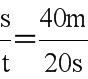 s/t = 40m/20s